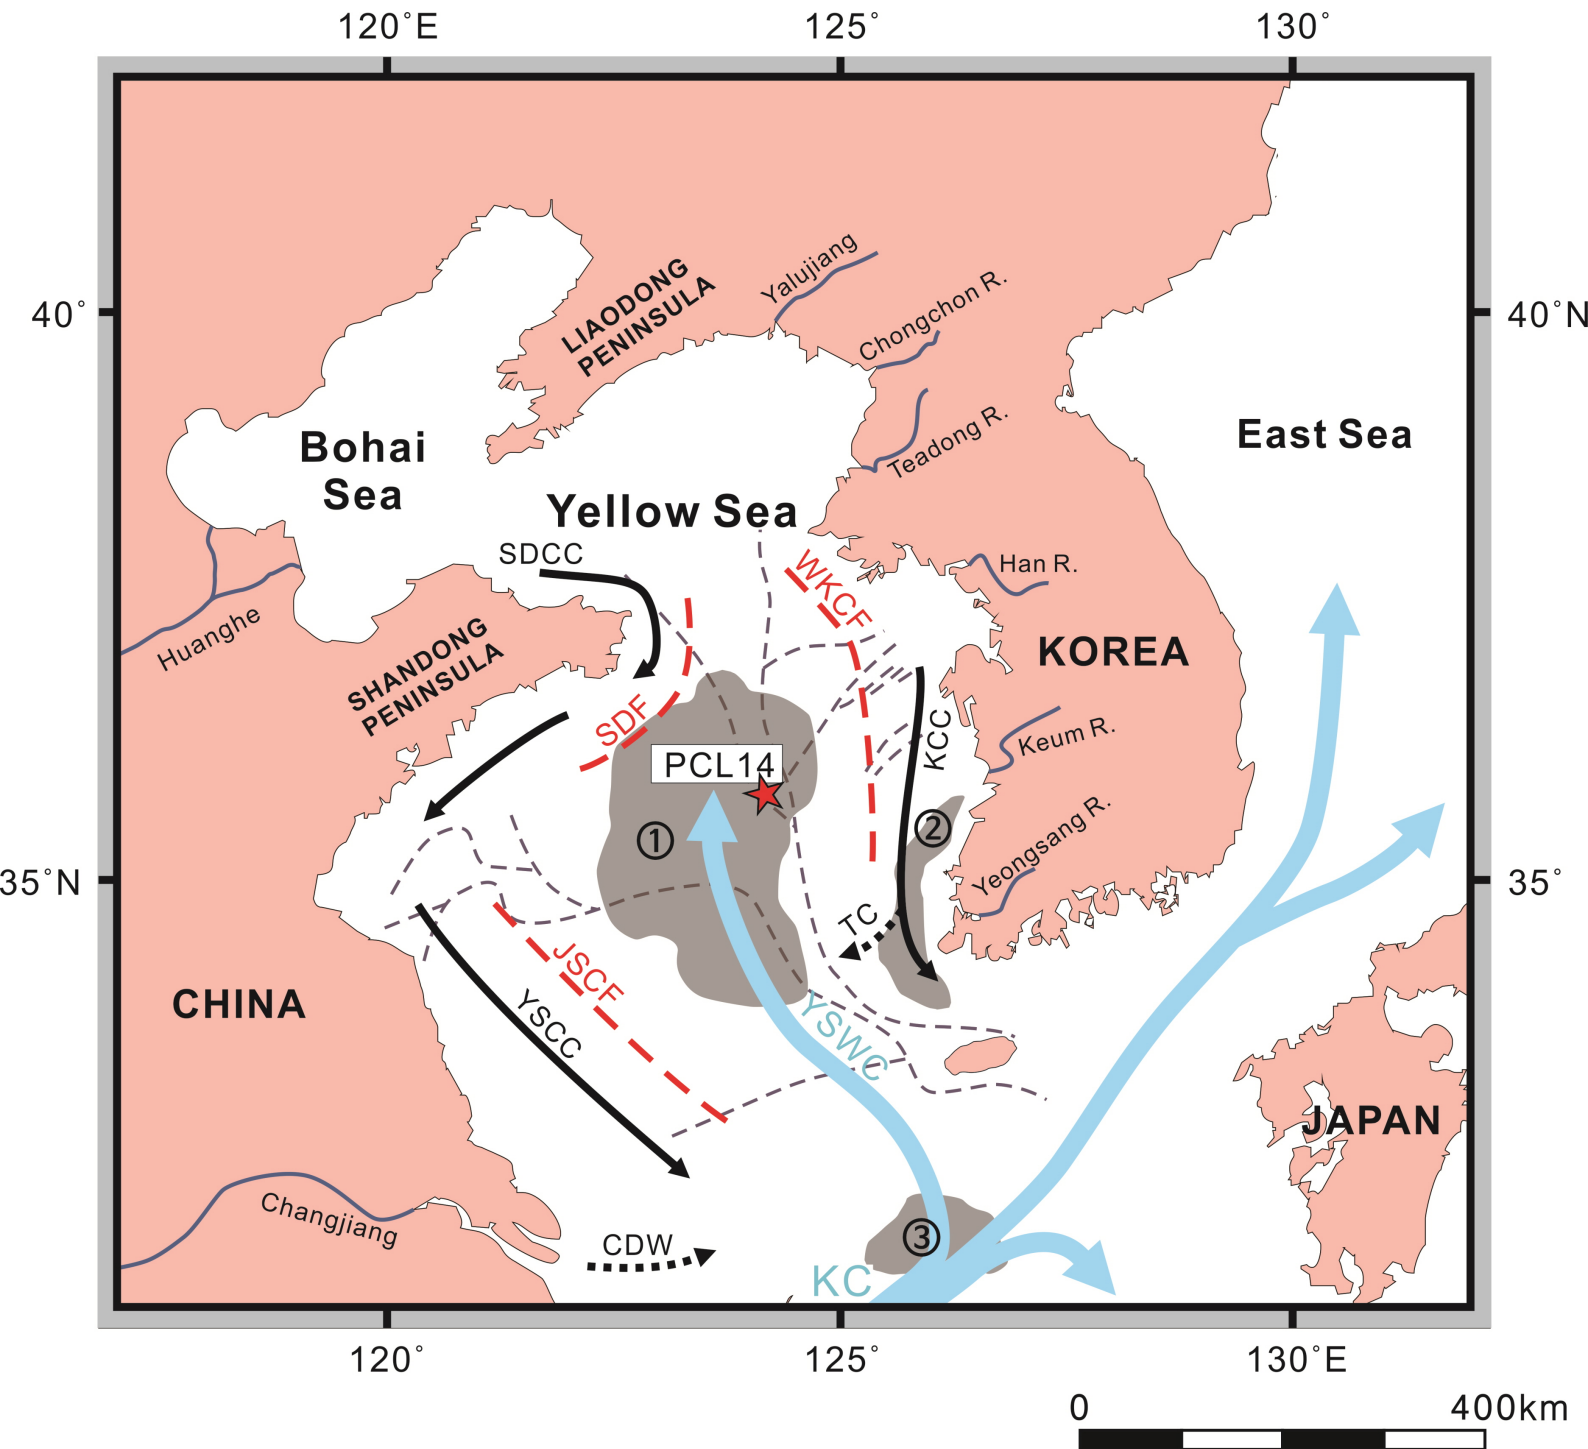 120°E
125°
130°
40°
40°N
LIAODONG
PENINSULA
Yalujiang
Chongchon R.
Teadong R.
Bohai
Sea
East Sea
Yellow Sea
SDCC
WKCF
Han R.
Huanghe
SHANDONG
PENINSULA
KOREA
SDF
KCC
Keum R.
PCL14
①
②
Yeongsang R.
35°N
35°
TC
JSCF
YSCC
YSWC
CHINA
JAPAN
Changjiang
CDW
③
KC
120°
125°
130°E
0
400km